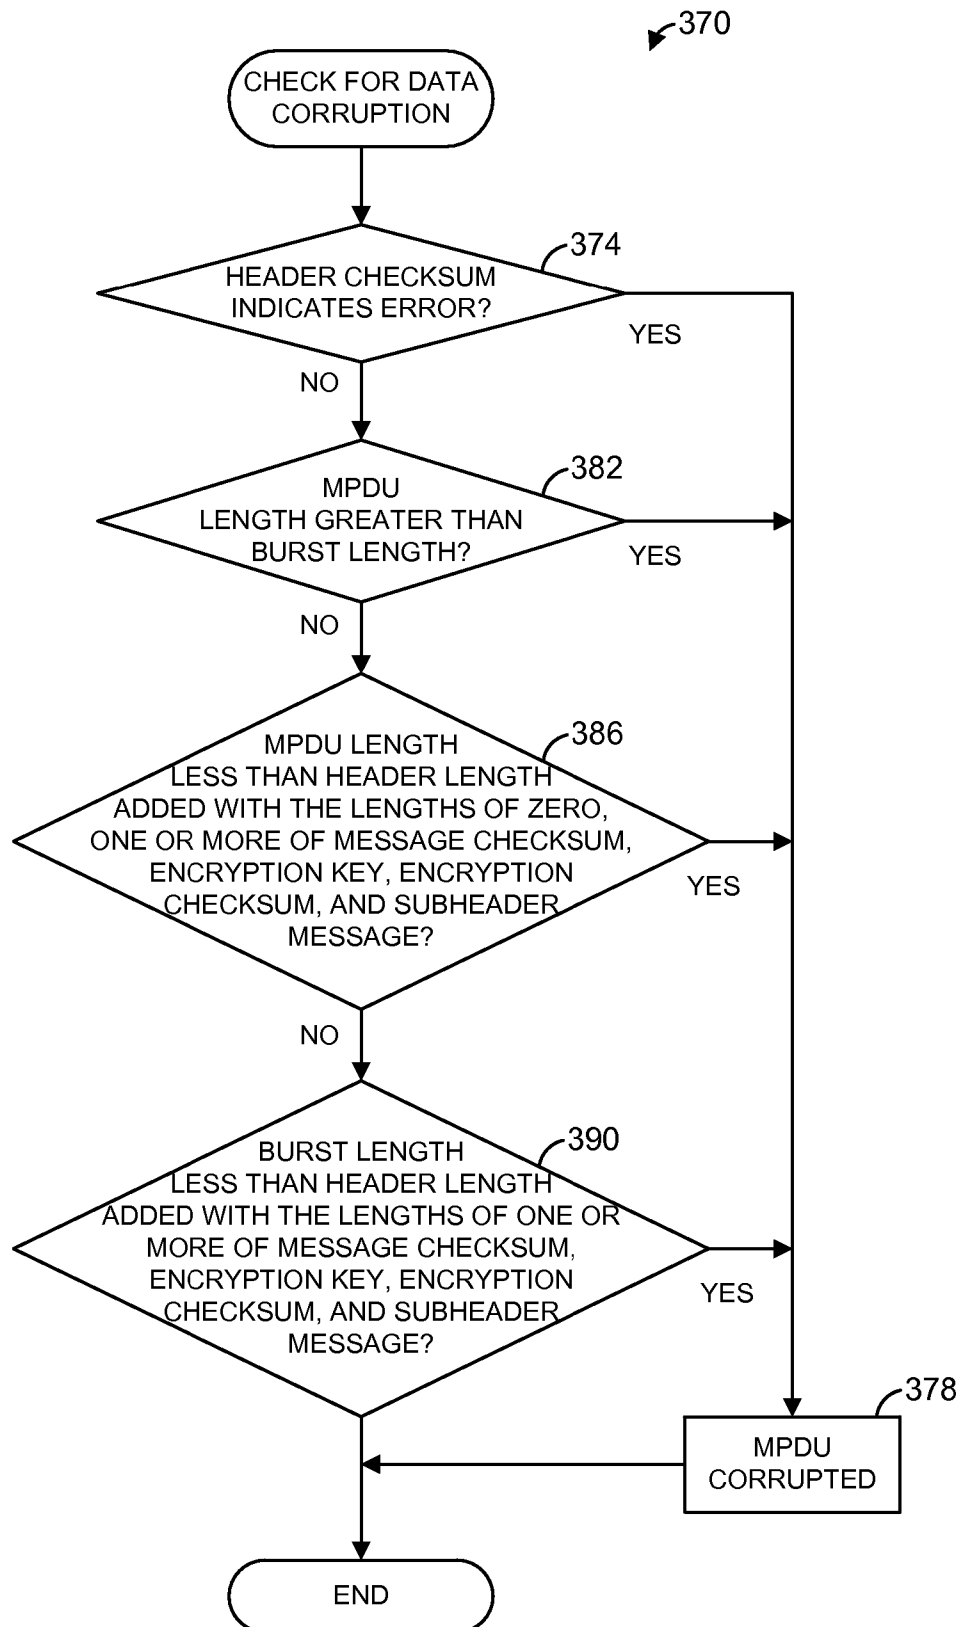 370
CHECK FOR DATA
CORRUPTION
374
HEADER CHECKSUM
INDICATES ERROR?
YES
NO
382
MPDU
LENGTH GREATER THAN
BURST LENGTH?
YES
NO
386
MPDU LENGTH
LESS THAN HEADER LENGTH
ADDED WITH THE LENGTHS OF ZERO,
ONE OR MORE OF MESSAGE CHECKSUM,
ENCRYPTION KEY, ENCRYPTION
CHECKSUM, AND SUBHEADER
MESSAGE?
YES
NO
390
BURST LENGTH
LESS THAN HEADER LENGTH
ADDED WITH THE LENGTHS OF ONE OR
MORE OF MESSAGE CHECKSUM,
ENCRYPTION KEY, ENCRYPTION
CHECKSUM, AND SUBHEADER
MESSAGE?
YES
378
MPDU
CORRUPTED
END